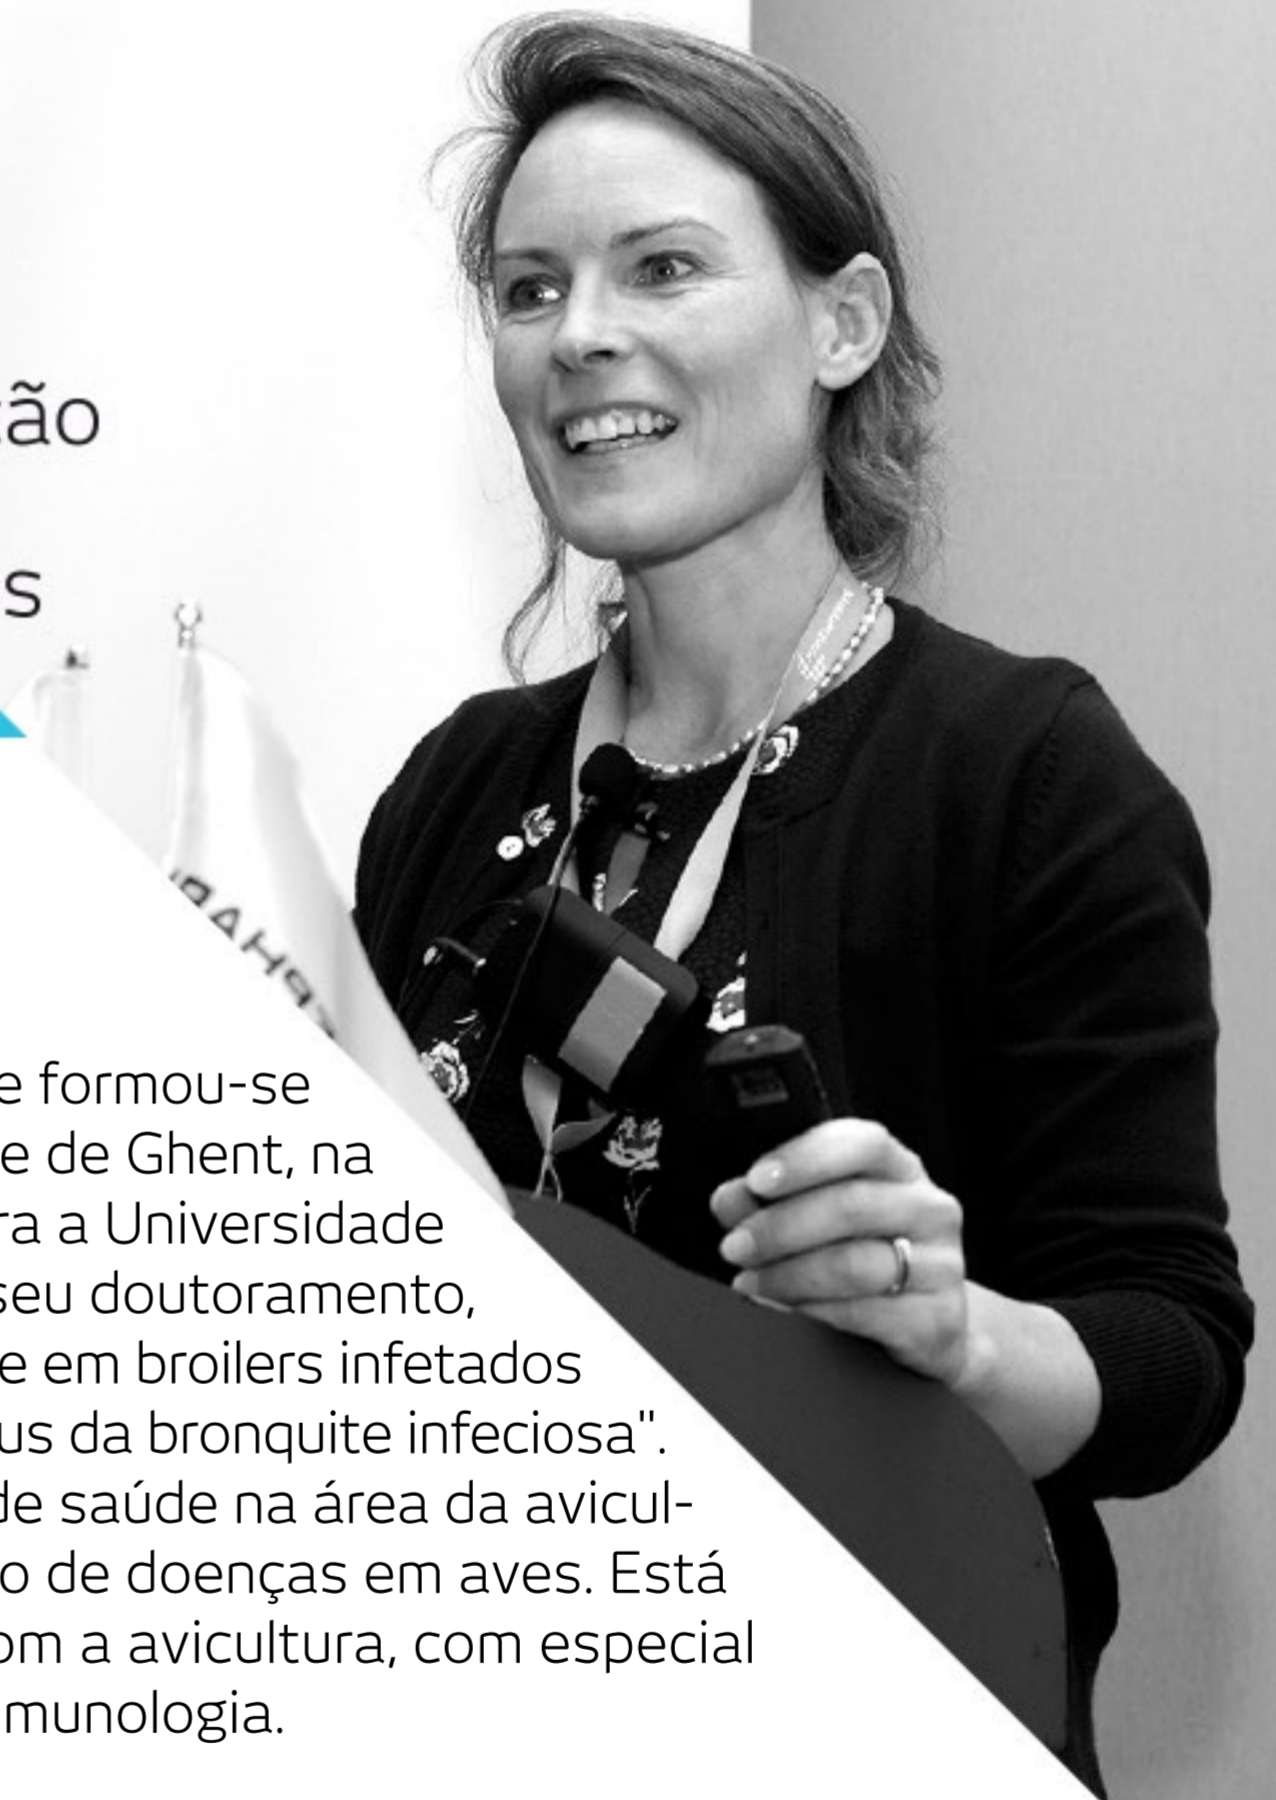 ão
s
e formou-se
e de Ghent, na
ra a Universidade
seu doutoramento,
e em broilers infetados
us da bronquite infeciosa".
de saúde na área da avicul-
o de doenças em aves. Está
om a avicultura, com especial
munologia.